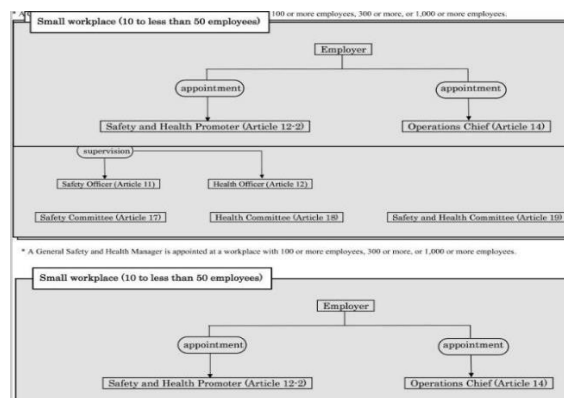 * A
100 or more employees, 300 or more, or 1,000 or more employees.
Small workplace (10 to less than 50 employees)
Employer
appointment appointment
Safety and Health Promoter (Article 12-2) Operations Chief (Article 14)
supervision
Safety Officer (Article 11) Health Officer (Article 12)
Safety Committee (Article 17) Health Committee (Article 18) Safety and Health Committee (Article 19)
* A General Safety and Health Manager is appointed at a workplace with 100 or more employees, 300 or more, or 1,000 or more employees.
Small workplace (10 to less than 50 employees)
Employer
appointment appointment
Safety and Health Promoter (Article 12-2) Operations Chief (Article 14)